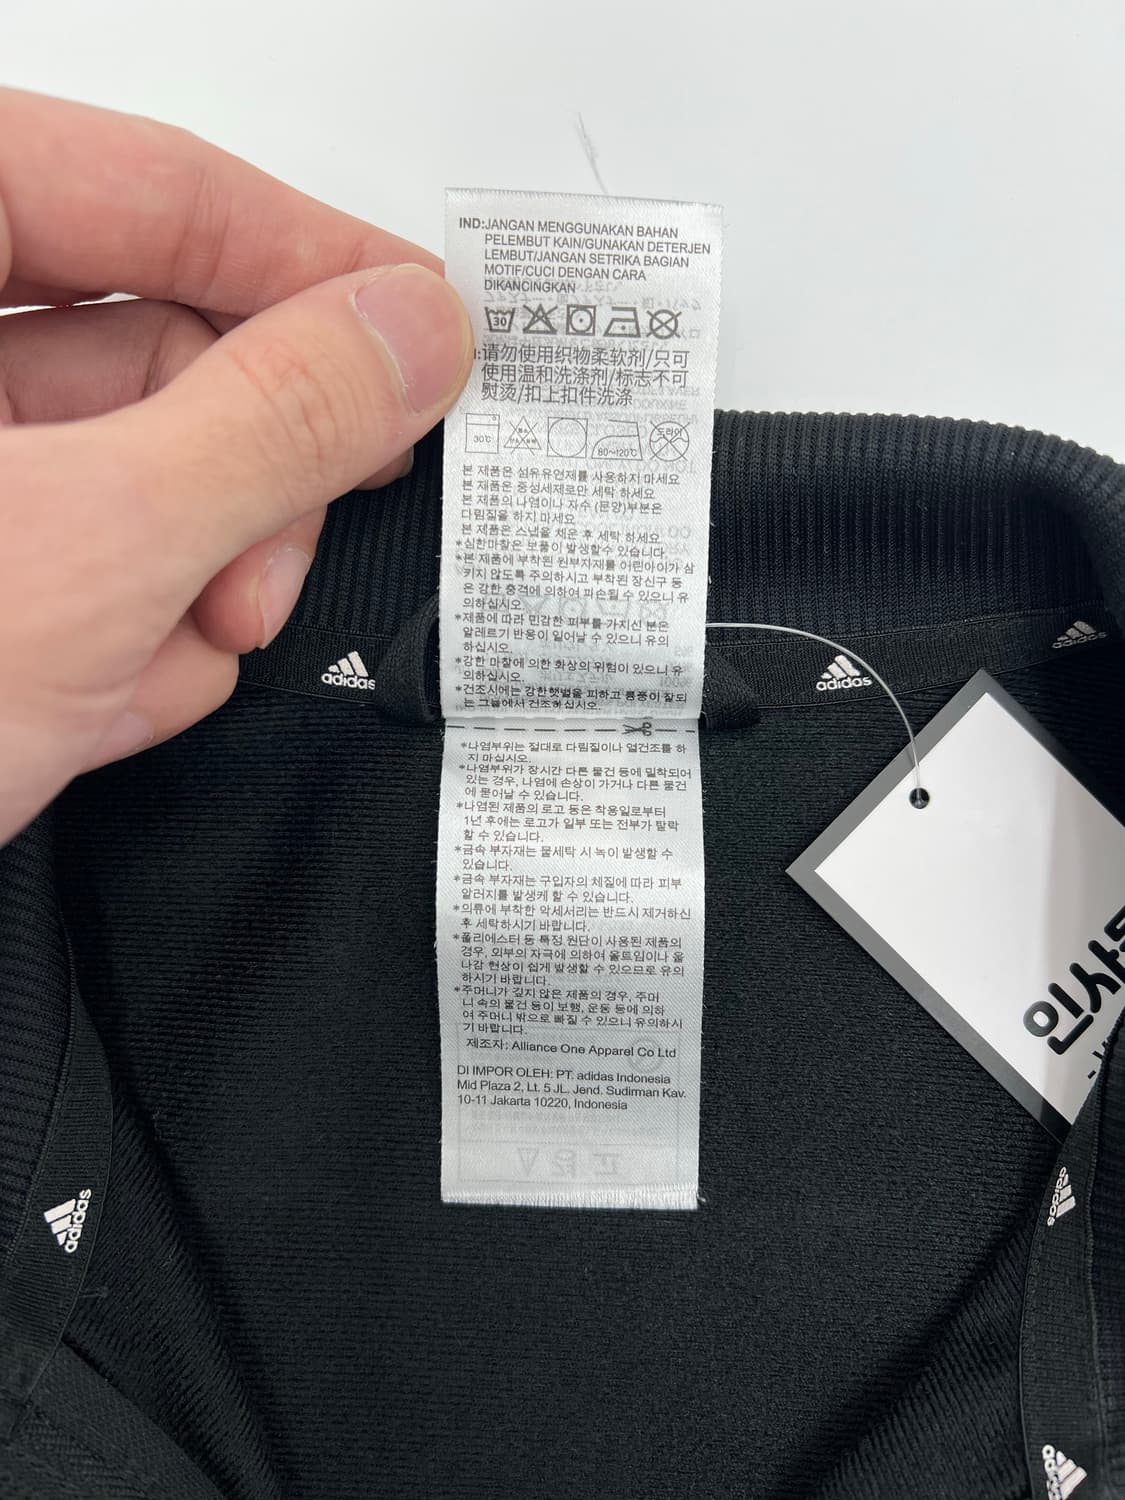 IND:JANGAN MENGGUNAKAN BAHAN
PELEMBUT KAIN/GUNAKAN DETERJEN
LEMBUT/JANGAN SETRIKA BAGIAN
MOTIF/CUCI DENGAN CARA
DIKANCINGKAN
30
:请勿使用织物柔软剂/只可
使用温和洗涤剂/标志不可
熨烫/扣上扣件洗涤
30℃
80~120℃
드라이
본 제품은 섬유유연제를 사용하지 마세요
본 재품은 중성세제로만 세탁 하세요
본 제품의 나염이나 자수 (문양)부분은
다림질을 하지 마세요
본 제품은 스냅을 채운 후 세탁 하세요
*심한마찰은 보풀이 발생할수 있습니다
*본 제품에 부착된 원부자재를 어린아이가 삼
키지 않도록 주의하시고 부착된 장신구 등
은 강한 충격에 의하여 파손될 수 있으니 유
의하십시오.
*제품에 따라 민감한 피부를 가지신 분은
알레르기 반응이 일어날 수 있으니 유의
하십시오.
*강한 마찰에 의한 화상의 위험이 있으니 유
의하십시오.
*건조시에는 강한햇볕을 피하고 통풍이 잘되
는 그늘에서 건조하십시오.
*나염부위는 절대로 다림질이나 열건조를 하
지 마십시오.
*나염부위가 장시간 다른 물건 등에 밀착되어
있는 경우, 나염에 손상이 가거나 다른 물건
에 묻어날 수 있습니다.
*나염된 제품의 로고 등은 착용일로부터
1년 후에는 로고가 일부 또는 전부가 탈락
할 수 있습니다.
*금속 부자재는 물세탁 시 녹이 발생할 수
있습니다.
*금속 부자재는 구입자의 체질에 따라 피부
알러지를 발생케 할 수 있습니다.
*의류에 부착한 악세서리는 반드시 제거하신
후 세탁하시기 바랍니다.
*폴리에스터 등 특정 원단이 사용된 제품의
경우, 외부의 자극에 의하여 올트임이나 올
나감 현상이 쉽게 발생할 수 있으므로 유의
하시기 바랍니다.
*주머니가 깊지 않은 제품의 경우, 주머
니 속의 물건 등이 보행, 운동 등에 의하
여 주머니 밖으로 빠질 수 있으니 유의하시
기 바랍니다.
제조자: Alliance One Apparel Co Ltd
DI IMPOR OLEH: PT. adidas Indonesia
Mid Plaza 2, Lt. 5 JL. Jend. Sudirman Kav.
10-11 Jakarta 10220, Indonesia
adidas
adidas
adidas
adidas
adidas
adidas
인사